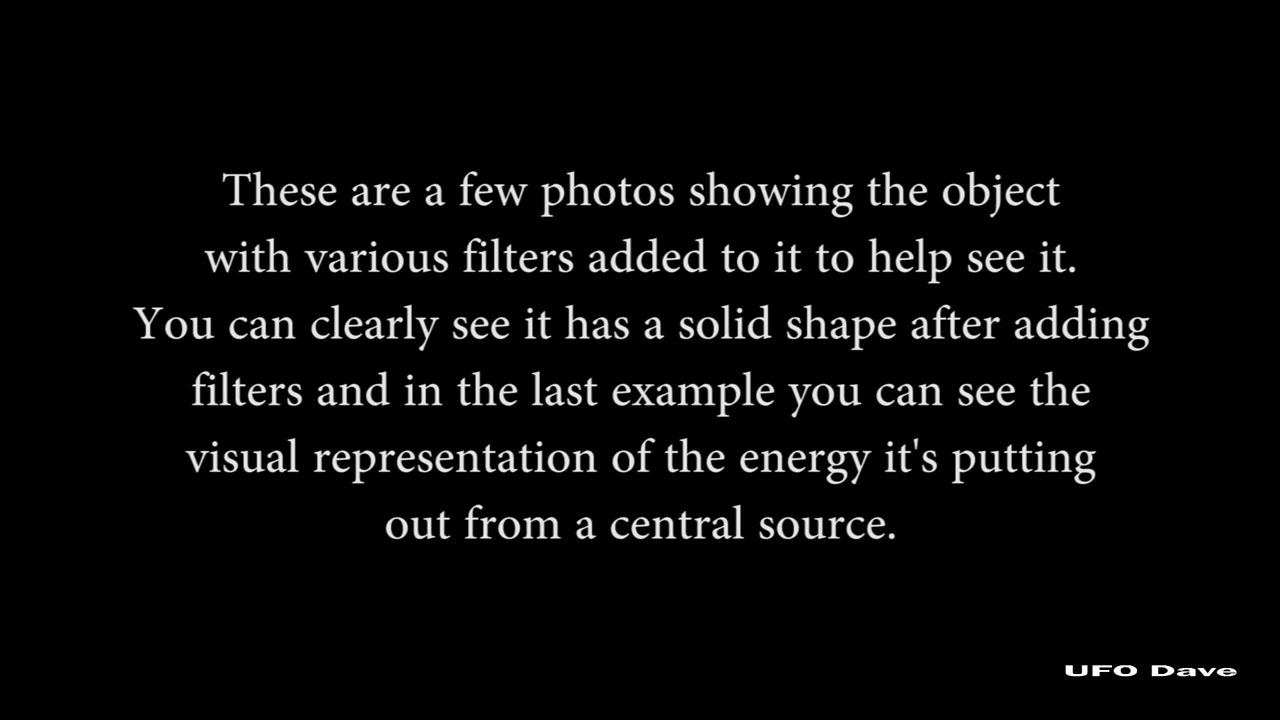 These are a few photos showing the object
with various filters added to it to help see it.
You can clearly see it has a solid shape after adding
filters and in the last example you can see the
visual representation of the energy it's putting
out from a central source.
UFO Dave